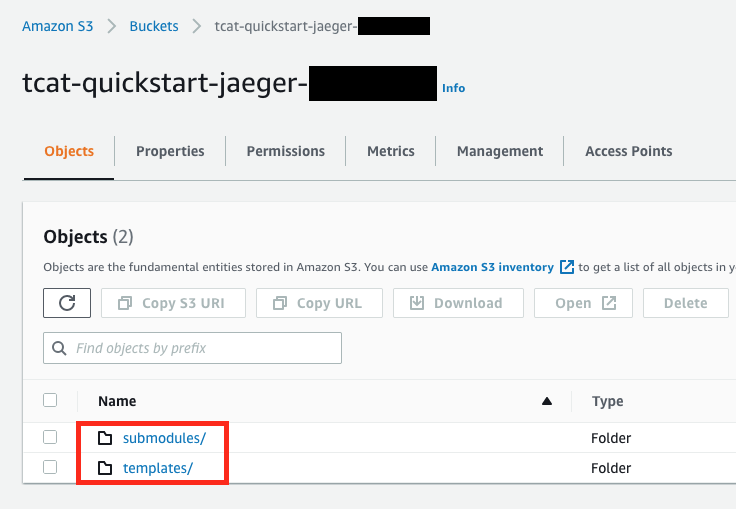 Amazon S3 > Buckets > tcat-quickstart-jaeger-
tcat-quickstart-jaeger- Info
Objects Properties Permissions Metrics Management Access Points
Objects (2)
Objects are the fundamental entities stored in Amazon S3. You can use Amazon S3 inventory to get a list of all objects in y
Copy S3 URI Copy URL Download Open Delete
Find objects by prefix
Name Type
submodules/ Folder
templates/ Folder